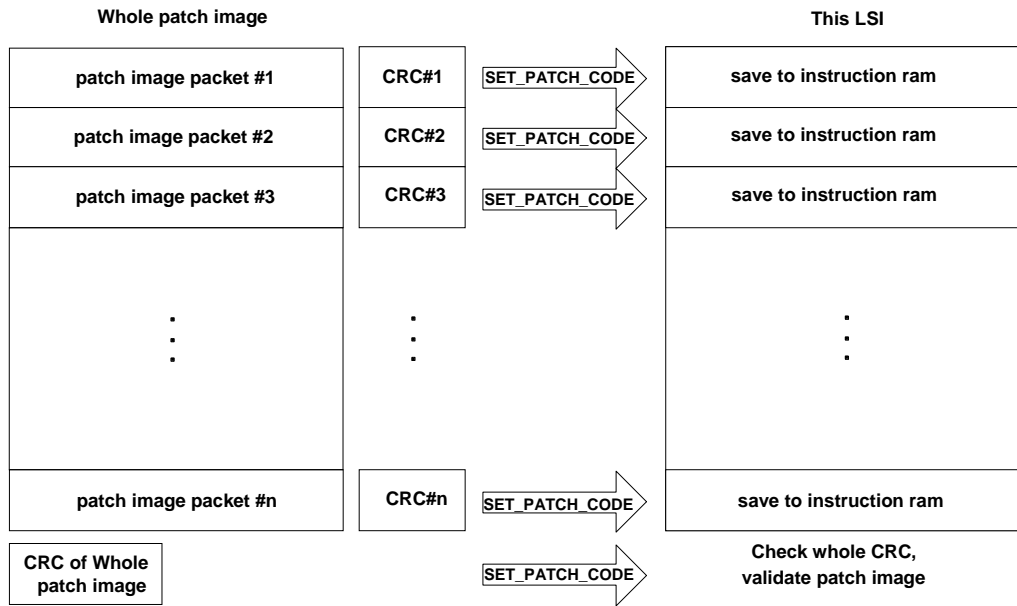 Whole patch image
This LSI
patch image packet #1
CRC#1
SET_PATCH_CODE
save to instruction ram
patch image packet #2
CRC#2
SET_PATCH_CODE
save to instruction ram
patch image packet #3
CRC#3
SET_PATCH_CODE
save to instruction ram
patch image packet #n
CRC#n
SET_PATCH_CODE
save to instruction ram
CRC of Whole
patch image
SET_PATCH_CODE
Check whole CRC,
validate patch image